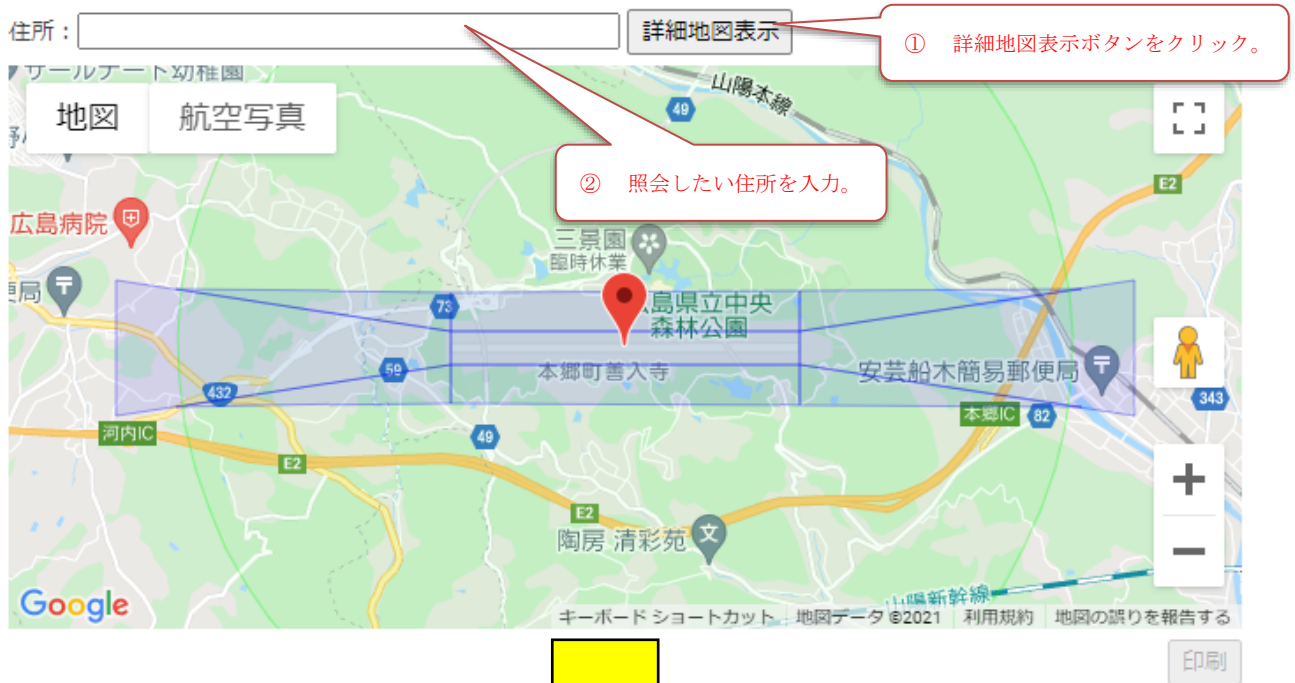 住所：
詳細地図表示
① 詳細地図表示ボタンをクリック。
サールナート幼稚園
地図
航空写真
山陽本線
49
② 照会したい住所を入力。
E2
広島病院
三景園
臨時休業
73
島県立中央
森林公園
本郷町善入寺
59
安芸船木簡易郵便局
432
343
本郷IC
82
河内IC
49
E2
E2
陶房 清彩苑
山陽新幹線
Google
キーボード ショートカット
地図データ ©2021
利用規約
地図の誤りを報告する
印刷